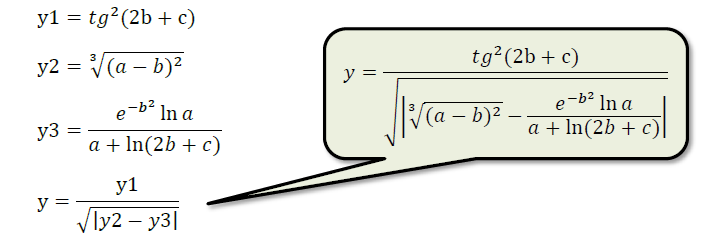 y1 = tg²(2b + c)
y2 = ∛((a − b)²)
y3 = (e^(−b²) ln a) / (a + ln(2b + c))
y = y1 / √|y2 − y3|
y = tg²(2b + c) / √|∛((a − b)²) − (e^(−b²) ln a) / (a + ln(2b + c))|